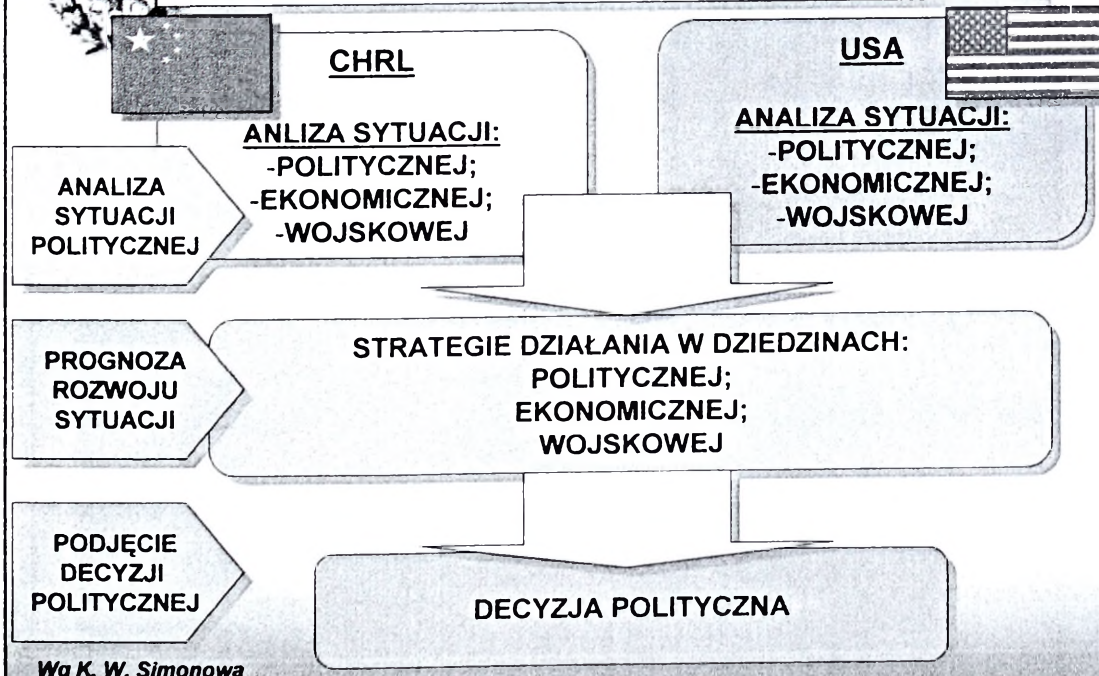 CHRL
ANLIZA SYTUACJI:
-POLITYCZNEJ;
-EKONOMICZNEJ;
-WOJSKOWEJ
USA
ANALIZA SYTUACJI:
-POLITYCZNEJ;
-EKONOMICZNEJ;
-WOJSKOWEJ
ANALIZA
SYTUACJI
POLITYCZNEJ
PROGNOZA
ROZWOJU
SYTUACJI
STRATEGIE DZIAŁANIA W DZIEDZINACH:
POLITYCZNEJ;
EKONOMICZNEJ;
WOJSKOWEJ
PODJĘCIE
DECYZJI
POLITYCZNEJ
DECYZJA POLITYCZNA
Wg K. W. Simonowa